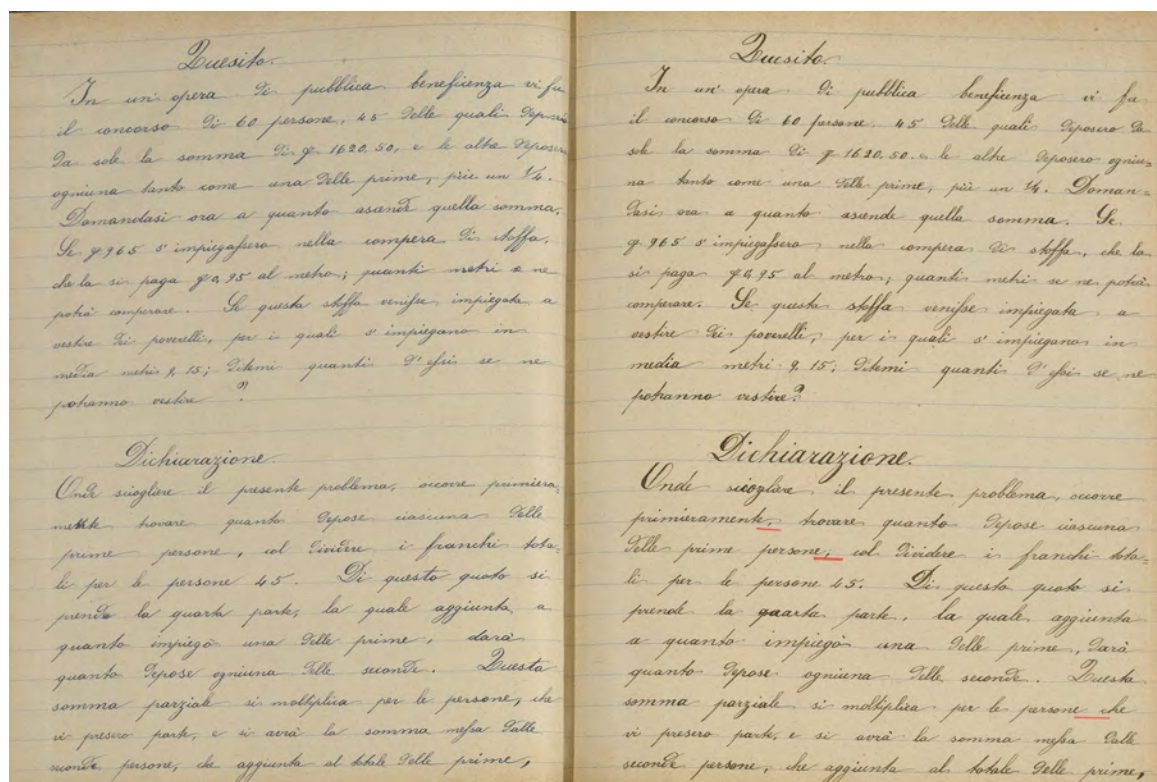 Quesito.
In un' opera di pubblica beneficenza vi fu
il concorso di 60 persone, 45 delle quali deposero
da sole la somma di f. 1620,50, e le altre deposero
ogniuna tanto come una delle prime, più un 1/4.
Domandasi ora a quanto ascende quella somma.
Se f 965 s' impiegassero nella compera di stoffa,
che la si paga f 0,95 al metro; quanti metri se ne
potrà comperare. Se questa stoffa venisse impiegata a
vestire dei poverelli, per i quali s' impiegano in
media metri 9,15; ditemi quanti d' essi se ne
potranno vestire ?
Dichiarazione.
Onde sciogliere il presente problema, occorre primiera-
mente trovare quanto depose ciascuna delle
prime persone, col dividere i franchi tota=
li per le persone 45. Di questo quoto si
prende la quarta parte, la quale aggiunta, a
quanto impiegò una delle prime, darà
quanto depose ogniuna delle seconde. Questa
somma parziale si moltiplica per le persone, che
vi presero parte, e si avrà la somma messa dalle
seconde persone, che aggiunta al totale delle prime,
Quesito.
In un' opera di pubblica beneficenza vi fu
il concorso di 60 persone. 45 delle quali deposero da
sole la somma di f 1620,50, e le altre deposero ogniu=
na tanto come una delle prime, più un 1/4. Doman=
dasi ora a quanto ascende quella somma. Se
f. 965 s' impiegassero nella compera di stoffa, che la
si paga f 0,95 al metro; quanti metri se ne potrà
comperare. Se questa stoffa venisse impiegata a
vestire dei poverelli, per i quali s' impiegano in
media metri 9,15; ditemi quanti d' essi se ne
potranno vestire?
Dichiarazione.
Onde sciogliere il presente problema, occorre
primieramente, trovare quanto depose ciascuna
delle prime persone, col dividere i franchi tota=
li per le persone 45. Di questo quoto si
prende la quarta parte, la quale aggiunta
a quanto impiegò una delle prime, darà
quanto depose ogniuna delle seconde. Questa
somma parziale si moltiplica per le persone che
vi presero parte, e si avrà la somma messa dalle
seconde persone, che aggiunta al totale delle prime,